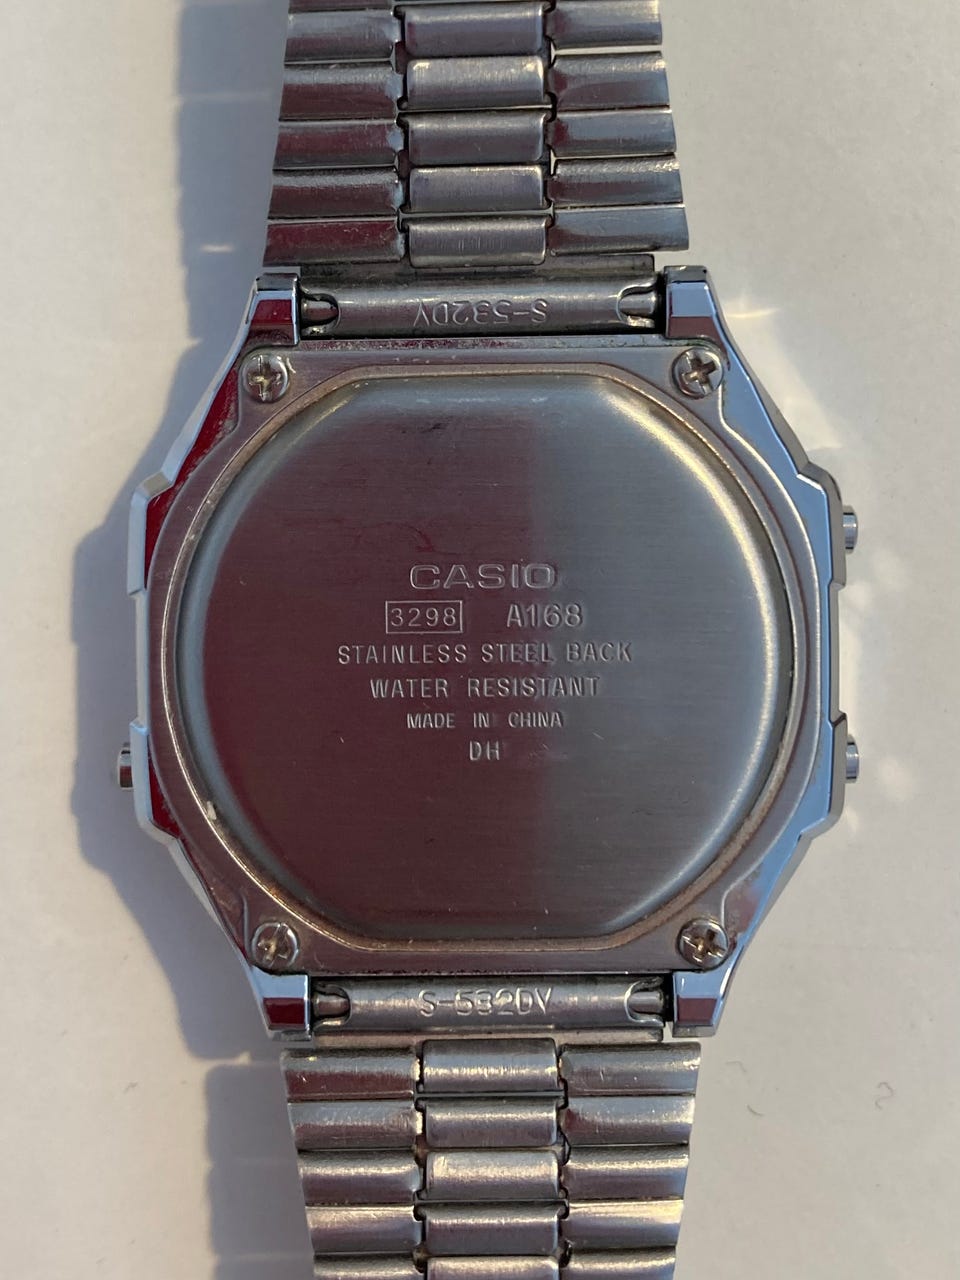 S-532DY
CASIO
3298 A168
STAINLESS STEEL BACK
WATER RESISTANT
MADE IN CHINA
DH
S-532DY